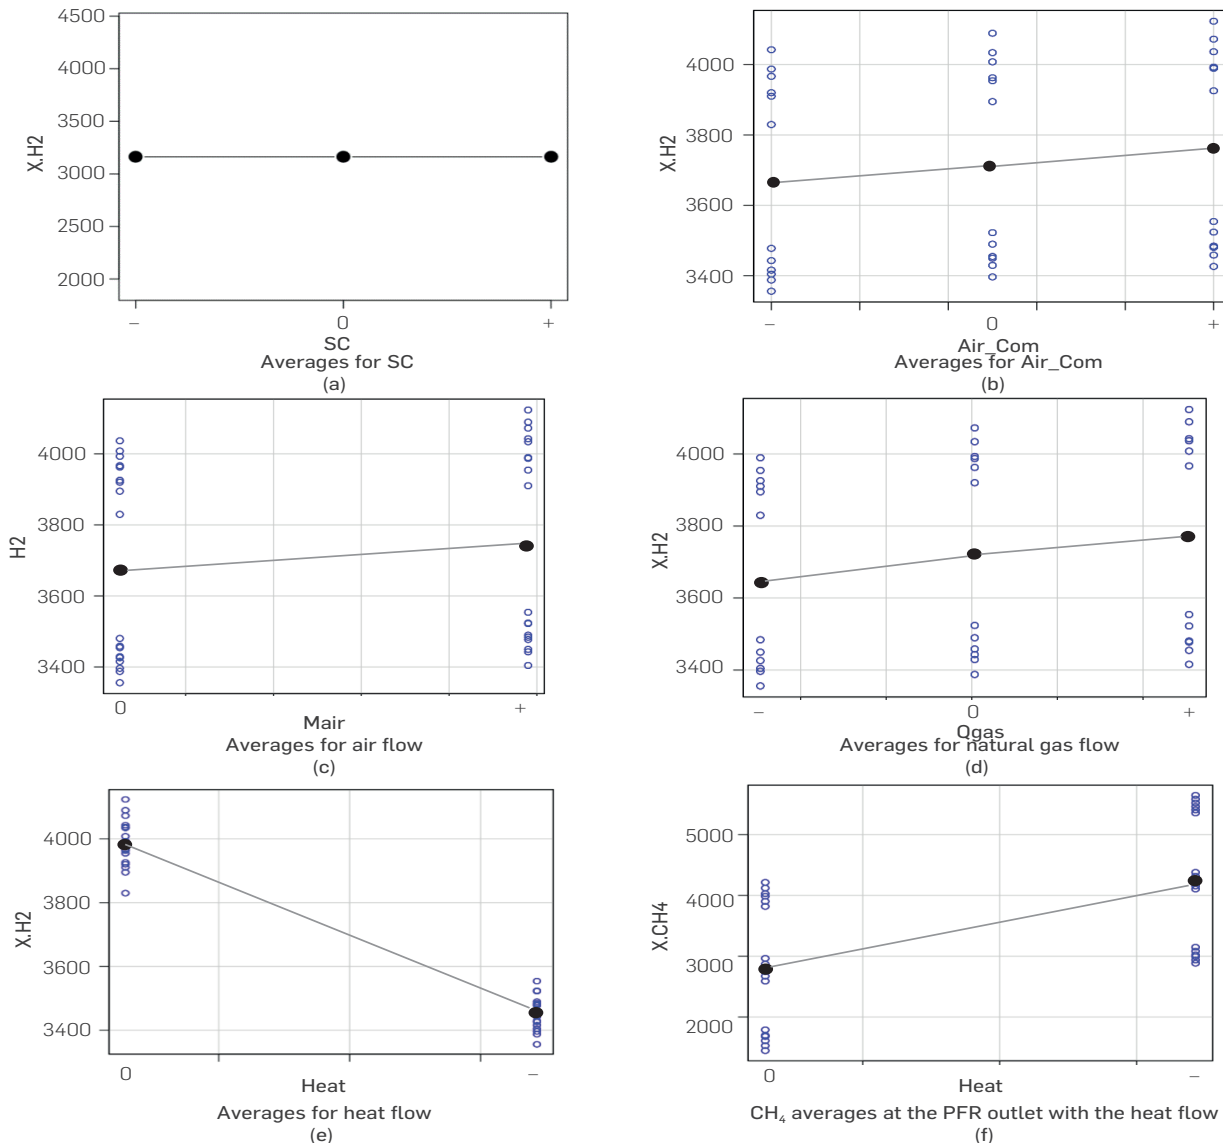 4500
4000
3500
3000
2500
2000
X.H2
– 0 +
SC
Averages for SC
(a)
4000
3800
3600
3400
X.H2
– 0 +
Air_Com
Averages for Air_Com
(b)
4000
3800
3600
3400
H2
0 +
Mair
Averages for air flow
(c)
4000
3800
3600
3400
X.H2
– 0 +
Qgas
Averages for natural gas flow
(d)
4000
3800
3600
3400
X.H2
0 –
Heat
Averages for heat flow
(e)
5000
4000
3000
2000
X.CH4
0 –
Heat
CH₄ averages at the PFR outlet with the heat flow
(f)